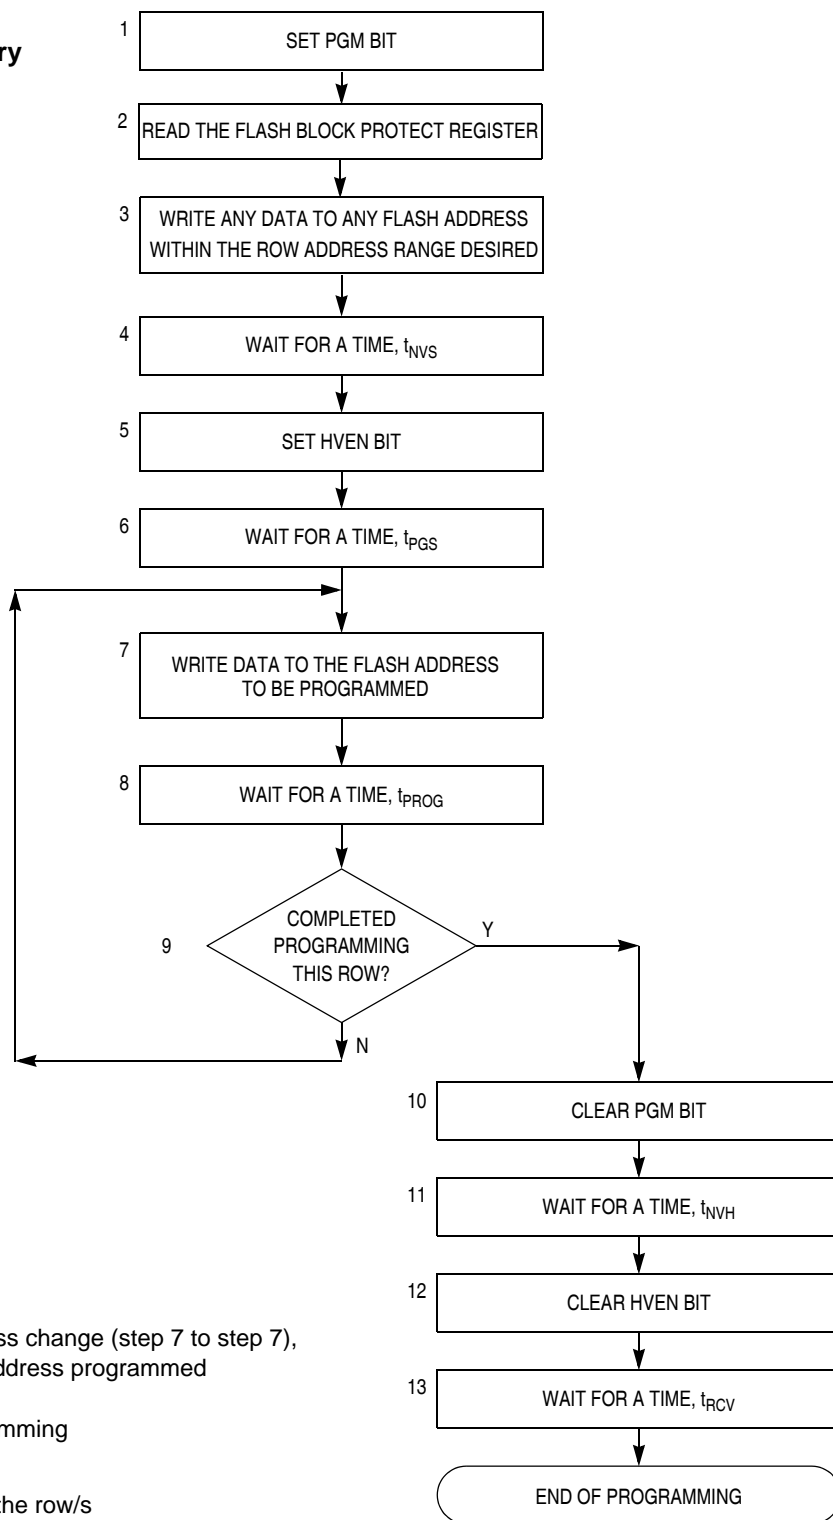 1
SET PGM BIT
ry
2
READ THE FLASH BLOCK PROTECT REGISTER
3
WRITE ANY DATA TO ANY FLASH ADDRESS
WITHIN THE ROW ADDRESS RANGE DESIRED
4
WAIT FOR A TIME, tNVS
5
SET HVEN BIT
6
WAIT FOR A TIME, tPGS
7
WRITE DATA TO THE FLASH ADDRESS
TO BE PROGRAMMED
8
WAIT FOR A TIME, tPROG
9
COMPLETED
PROGRAMMING
THIS ROW?
Y
N
10
CLEAR PGM BIT
11
WAIT FOR A TIME, tNVH
12
CLEAR HVEN BIT
13
WAIT FOR A TIME, tRCV
END OF PROGRAMMING
ss change (step 7 to step 7),
ddress programmed
mming
the row/s